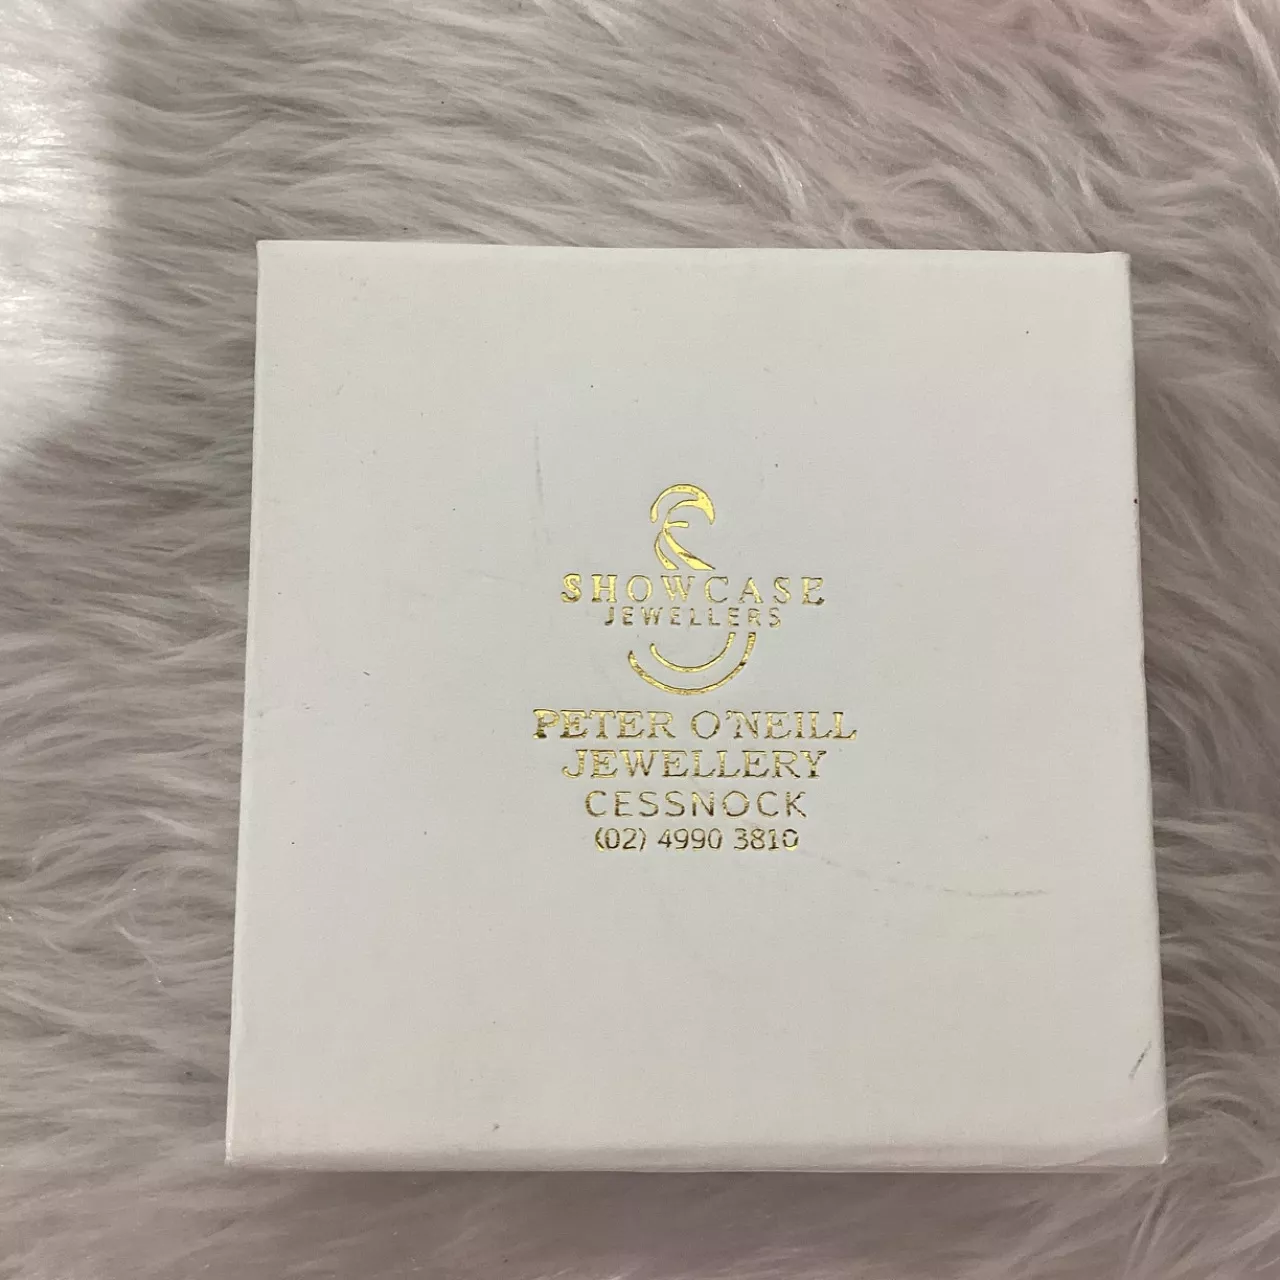 SHOWCASE
JEWELLERS
PETER O'NEILL
JEWELLERY
CESSNOCK
(02) 4990 3810